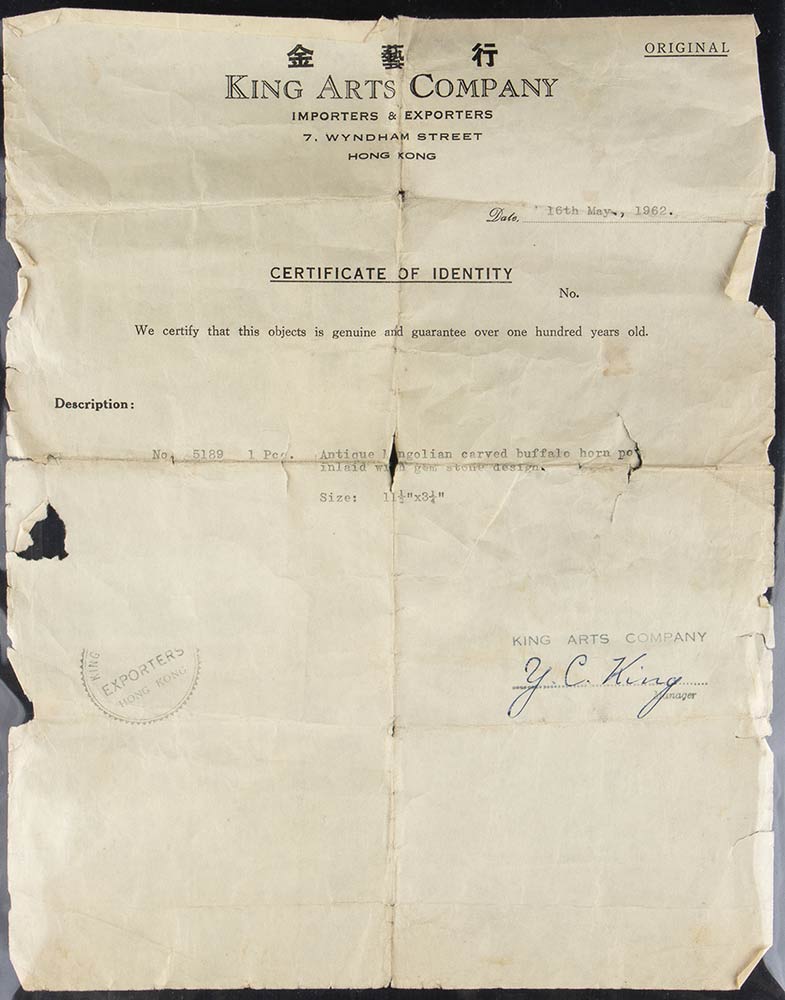 金藝行
ORIGINAL
KING ARTS COMPANY
IMPORTERS & EXPORTERS
7, WYNDHAM STREET
HONG KONG
Date, 16th May., 1962.
CERTIFICATE OF IDENTITY
No.
We certify that this objects is genuine and guarantee over one hundred years old.
Description:
No. 5189 1 Pcs. Antique carved buffalo horn
inlaid gem stone design.
Size: 11½"x3¼"
KING ARTS COMPANY
Y. C. King
Manager
KING
EXPORTERS
HONG KONG